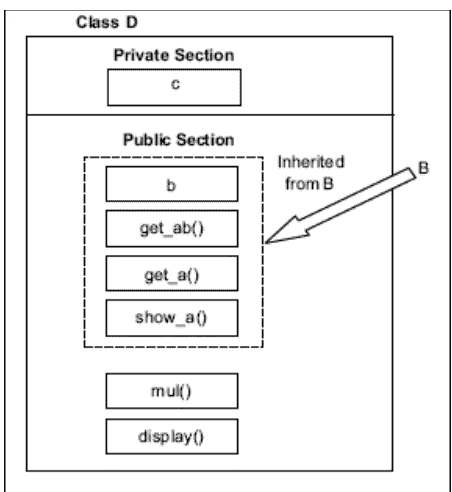 Class D
Private Section
c
Public Section
Inherited
from B
B
b
get_ab()
get_a()
show_a()
mul()
display()